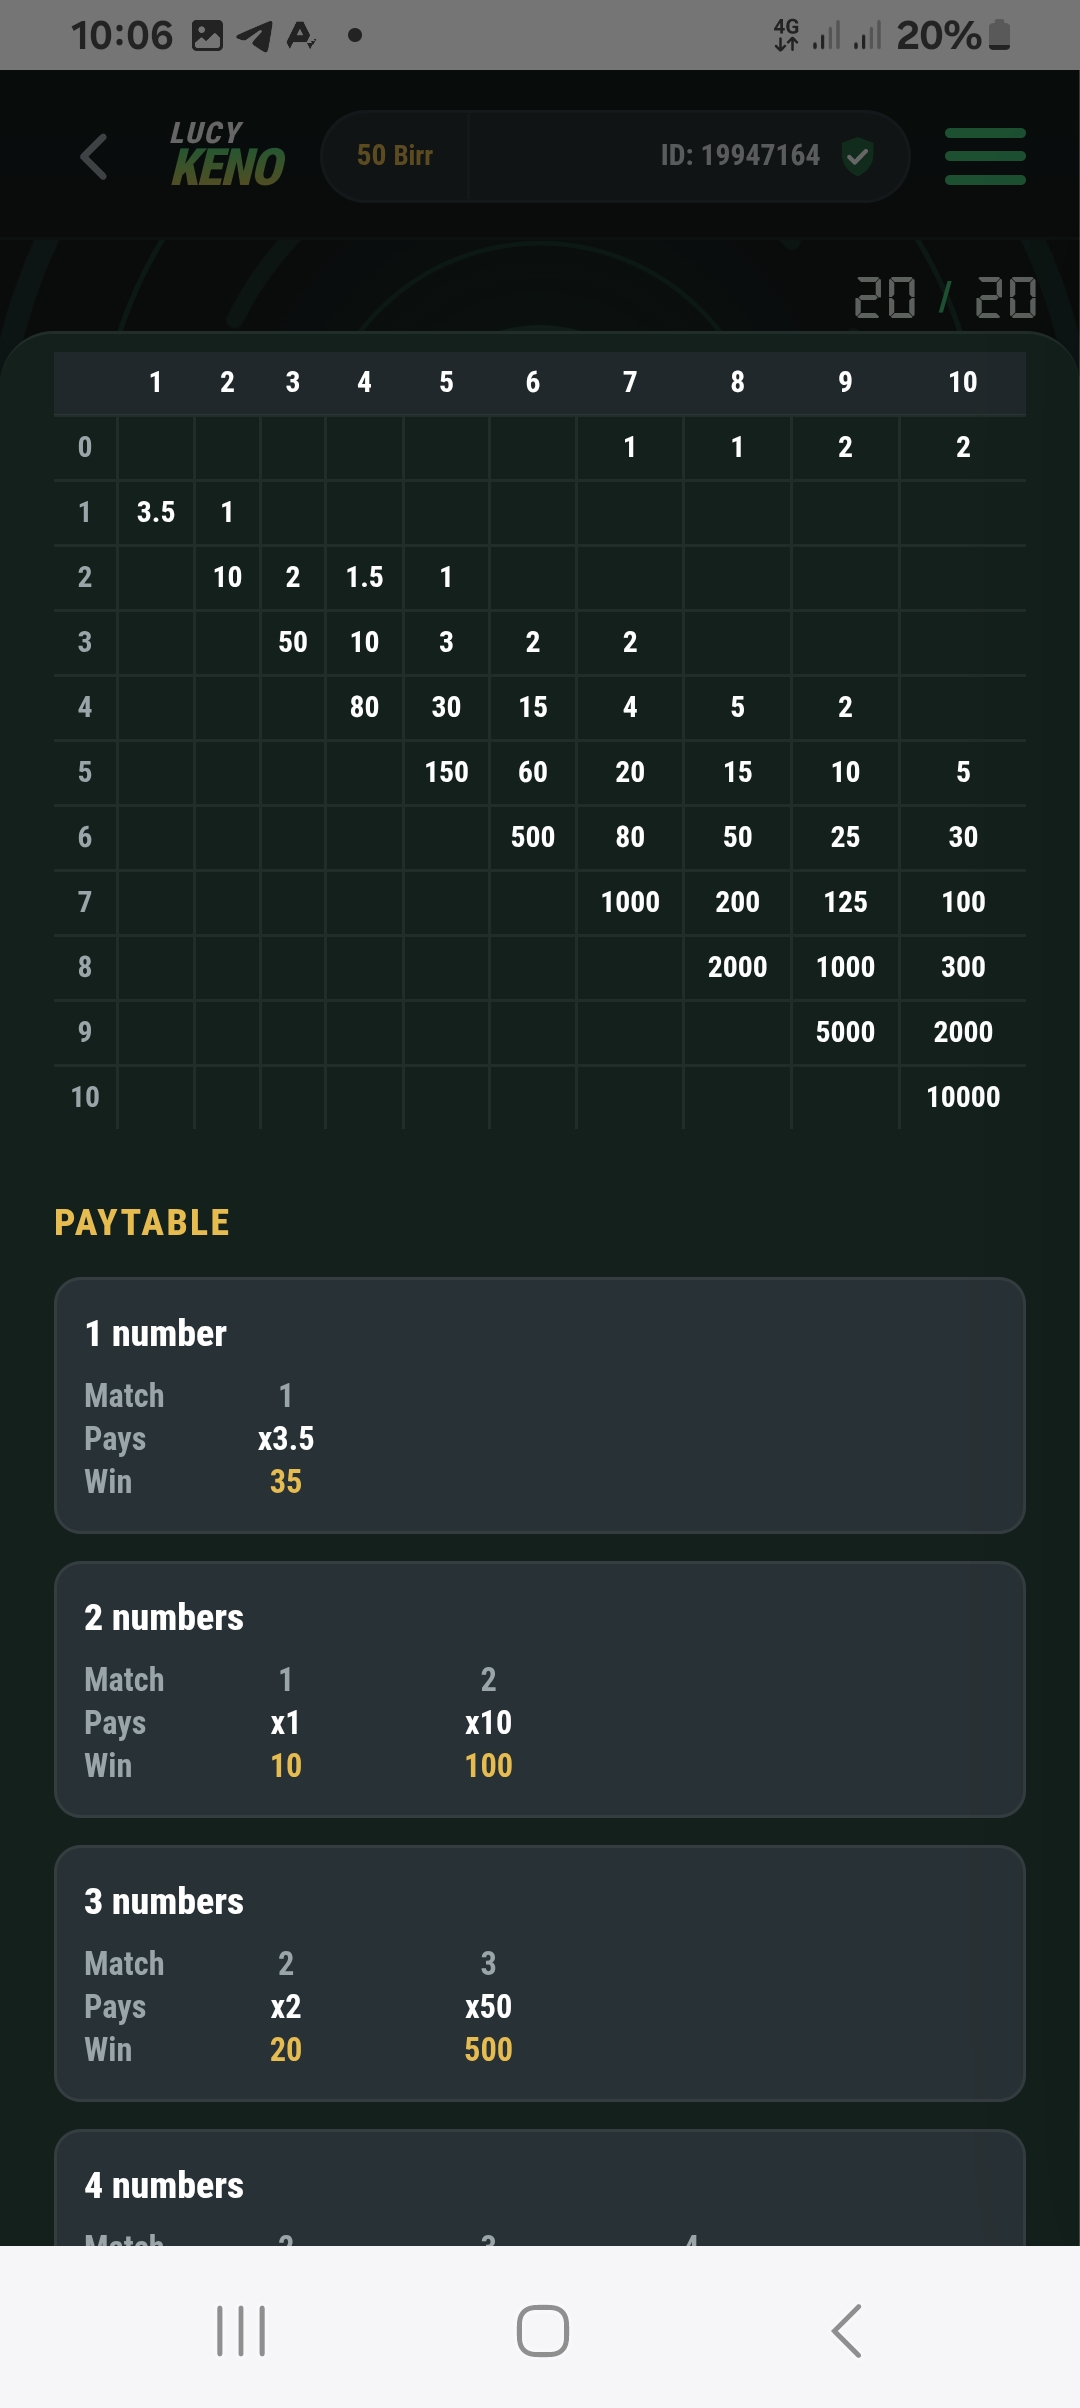 10:06 4G 20%
LUCY
KENO
50 Birr ID: 19947164
20 / 20
1 2 3 4 5 6 7 8 9 10
0 1 1 2 2
1 3.5 1
2 10 2 1.5 1
3 50 10 3 2 2
4 80 30 15 4 5 2
5 150 60 20 15 10 5
6 500 80 50 25 30
7 1000 200 125 100
8 2000 1000 300
9 5000 2000
10 10000
PAYTABLE
1 number
Match 1
Pays x3.5
Win 35
2 numbers
Match 1 2
Pays x1 x10
Win 10 100
3 numbers
Match 2 3
Pays x2 x50
Win 20 500
4 numbers
Match 2 3 4